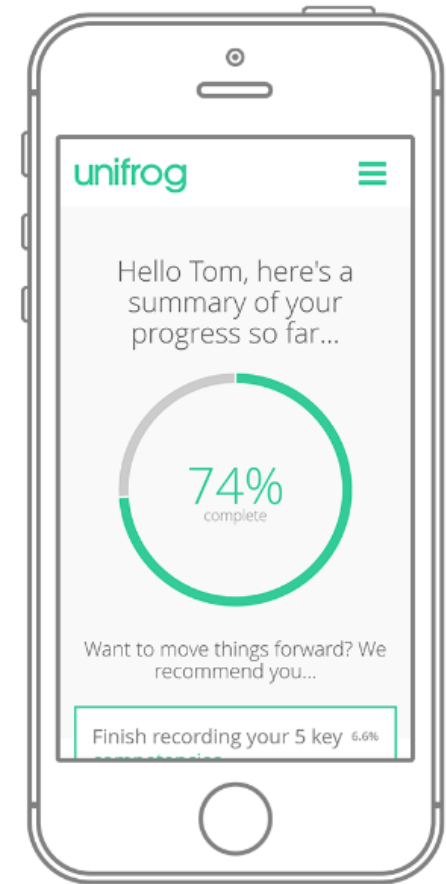 unifrog
Hello Tom, here's a
summary of your
progress so far...
74%
complete
Want to move things forward? We
recommend you...
Finish recording your 5 key 6.6%